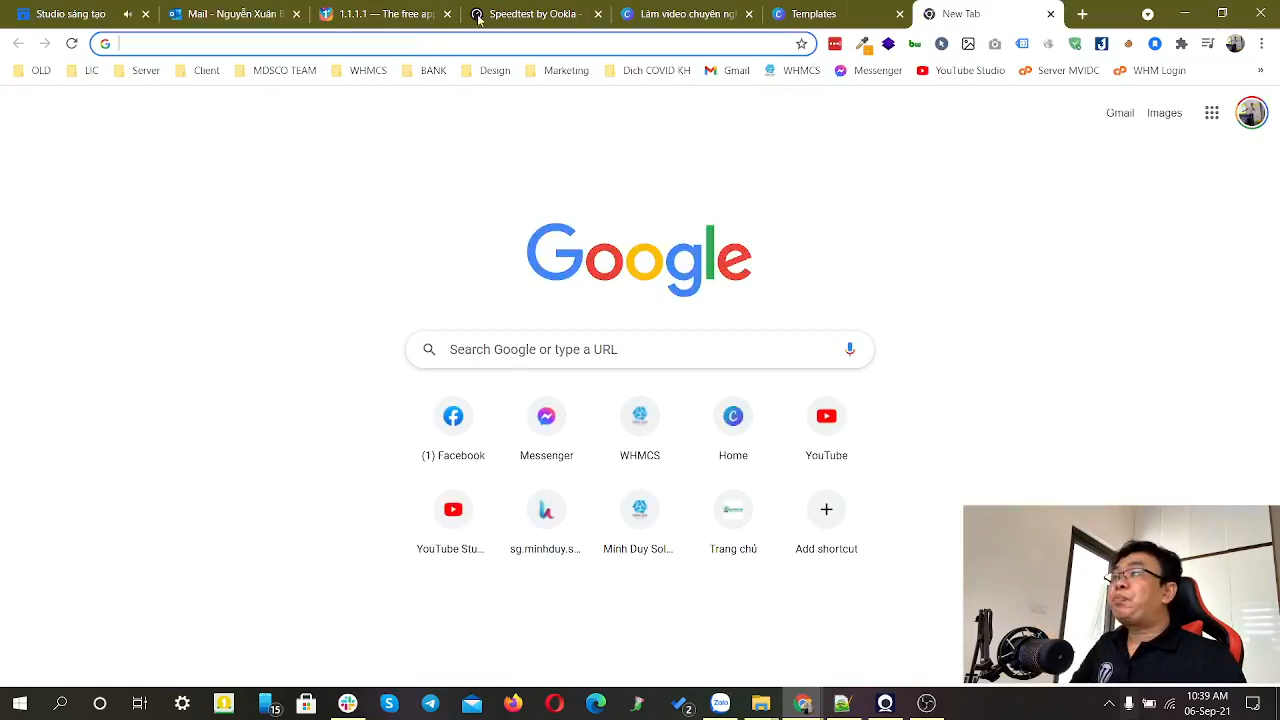 Studio sáng tạo
Mail - Nguyễn Xuân B
1.1.1.1 — The free ap
Speedtest by Ookla -
Làm video chuyên ng
Templates
New Tab
OLD
LIC
Server
Client
MDSCO TEAM
WHMCS
BANK
Design
Marketing
Dich COVID KH
Gmail
WHMCS
Messenger
YouTube Studio
Server MVIDC
WHM Login
»
Gmail
Images
Google
Search Google or type a URL
(1) Facebook
Messenger
WHMCS
Home
YouTube
YouTube Stu...
sg.minhduy.s...
Minh Duy Sol...
Trang chủ
Add shortcut
15
2
Zalo
10:39 AM
06-Sep-21